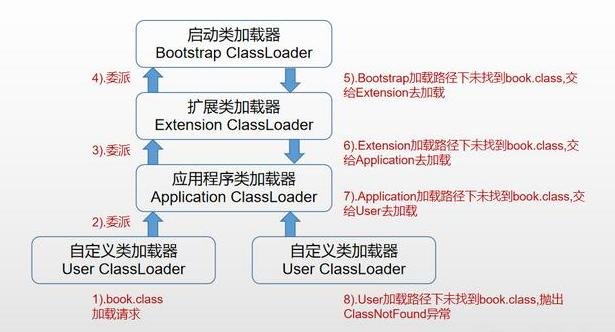 启动类加载器
Bootstrap ClassLoader
4).委派
5).Bootstrap加载路径下未找到book.class,交
给Extension去加载
扩展类加载器
Extension ClassLoader
3).委派
6).Extension加载路径下未找到book.class,交
给Application去加载
应用程序类加载器
Application ClassLoader
7).Application加载路径下未找到book.class,交
给User去加载
2).委派
自定义类加载器
User ClassLoader
自定义类加载器
User ClassLoader
1).book.class
加载请求
8).User加载路径下未找到book.class,抛出
ClassNotFound异常